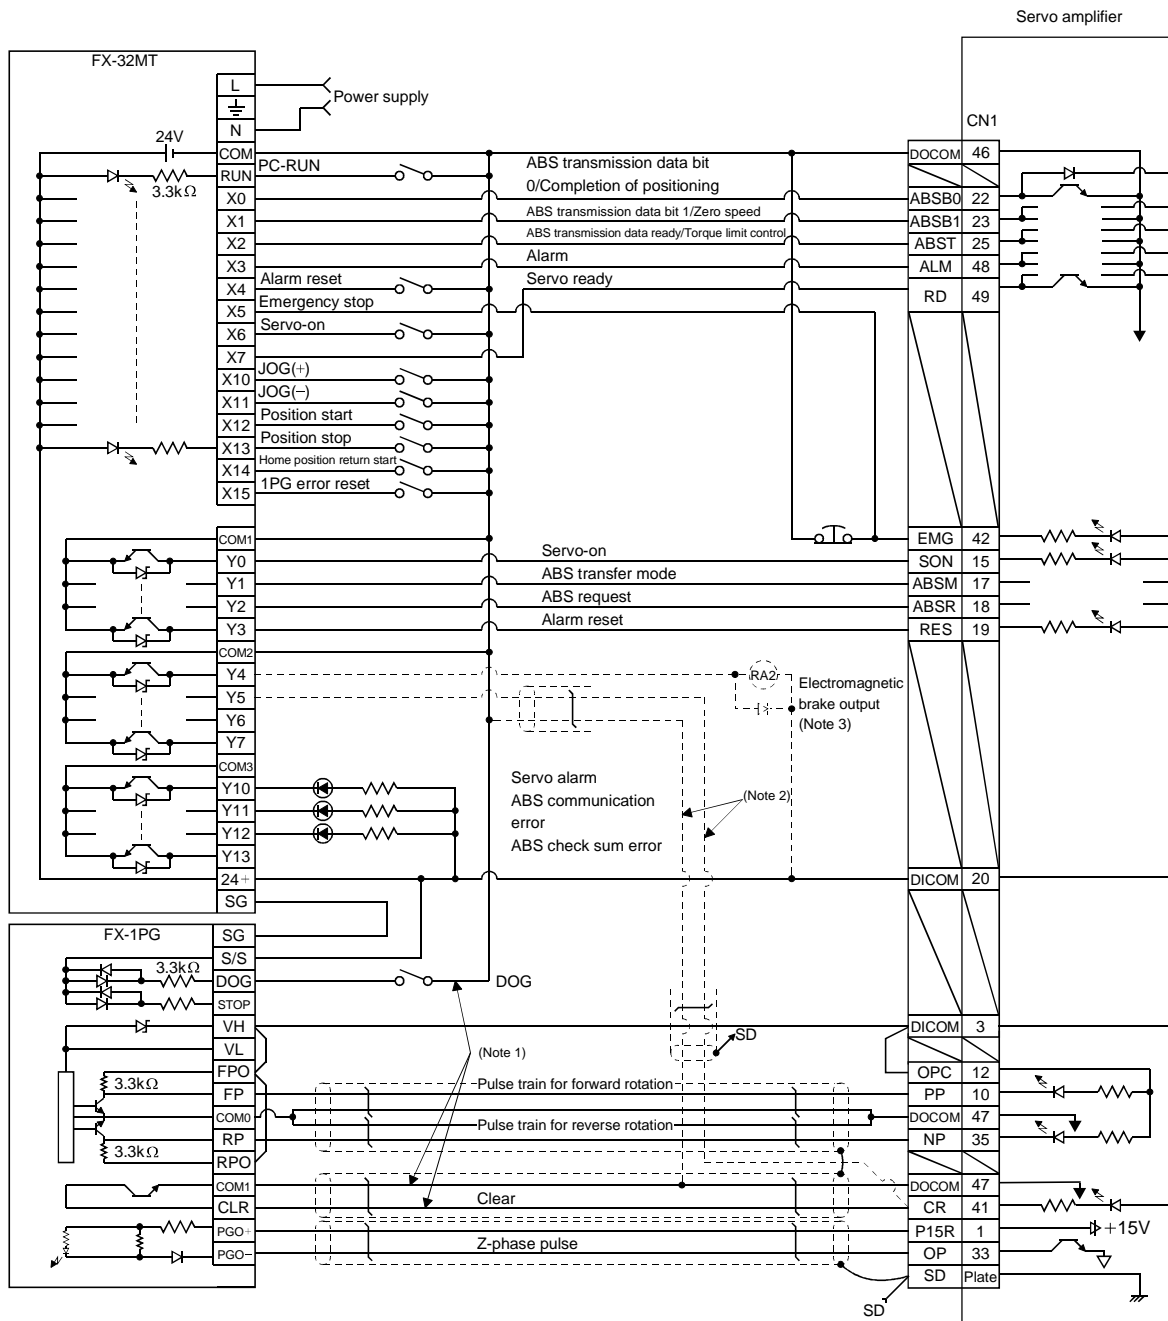 Servo amplifier
FX-32MT
L
Power supply
N
CN1
24V
COM
DOCOM 46
PC-RUN
RUN
3.3kΩ
ABS transmission data bit
0/Completion of positioning
X0
ABSB0 22
X1
ABS transmission data bit 1/Zero speed
ABSB1 23
X2
ABS transmission data ready/Torque limit control
ABST 25
X3
Alarm
ALM 48
X4
Alarm reset
Servo ready
RD 49
X5
Emergency stop
X6
Servo-on
X7
X10
JOG(+)
X11
JOG(−)
X12
Position start
X13
Position stop
X14
Home position return start
X15
1PG error reset
COM1
EMG 42
Y0
Servo-on
SON 15
Y1
ABS transfer mode
ABSM 17
Y2
ABS request
ABSR 18
Y3
Alarm reset
RES 19
COM2
Y4
RA2
Electromagnetic
brake output
(Note 3)
Y5
Y6
Y7
COM3
Y10
Y11
Y12
Y13
Servo alarm
ABS communication
error
ABS check sum error
(Note 2)
24+
DICOM 20
SG
FX-1PG
SG
S/S
3.3kΩ
DOG
DOG
STOP
VH
DICOM 3
SD
VL
(Note 1)
FPO
OPC 12
3.3kΩ
FP
Pulse train for forward rotation
PP 10
COM0
DOCOM 47
Pulse train for reverse rotation
RP
NP 35
3.3kΩ
RPO
COM1
DOCOM 47
CLR
Clear
CR 41
PGO+
P15R 1
+15V
PGO−
Z-phase pulse
OP 33
SD Plate
SD